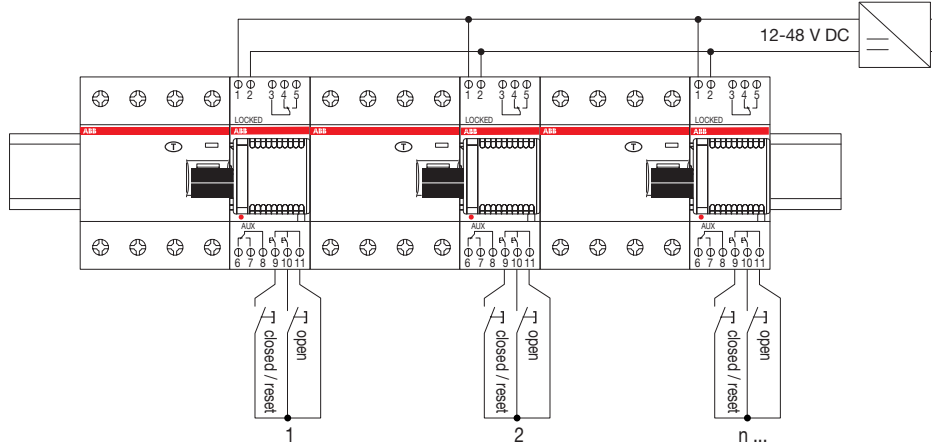 12-48 V DC
1 2 3 4 5 1 2 3 4 5 1 2 3 4 5
LOCKED LOCKED LOCKED
ABB ABB ABB ABB ABB ABB
T T T
AUX AUX AUX
E E E E E E
6 7 8 9 10 11 6 7 8 9 10 11 6 7 8 9 10 11
closed / reset open closed / reset open closed / reset open
1 2 n ...